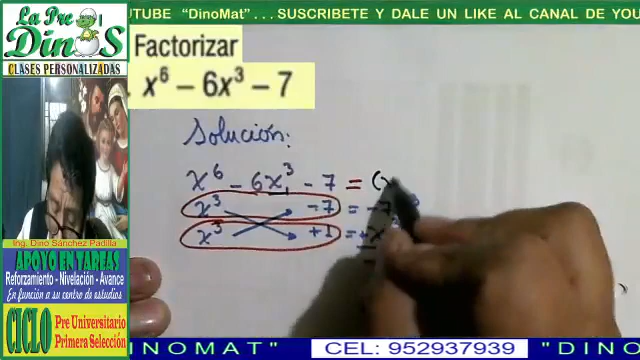 La Pre
DinoS
CLASES PERSONALIZADAS
UTUBE "DinoMat"...SUSCRIBETE Y DALE UN LIKE AL CANAL DE YOU
Factorizar
x⁶ – 6x³ – 7
Solución:
x⁶ – 6x³ – 7 = (x
x³ –7 =
x³ +1 =
Ing. Dino Sánchez Padilla
APOYO EN TAREAS
Reforzamiento - Nivelación - Avance
En función a su centro de estudios
CICLO Pre Universitario
Primera Selección
INOMAT" CEL: 952937939 "DINO